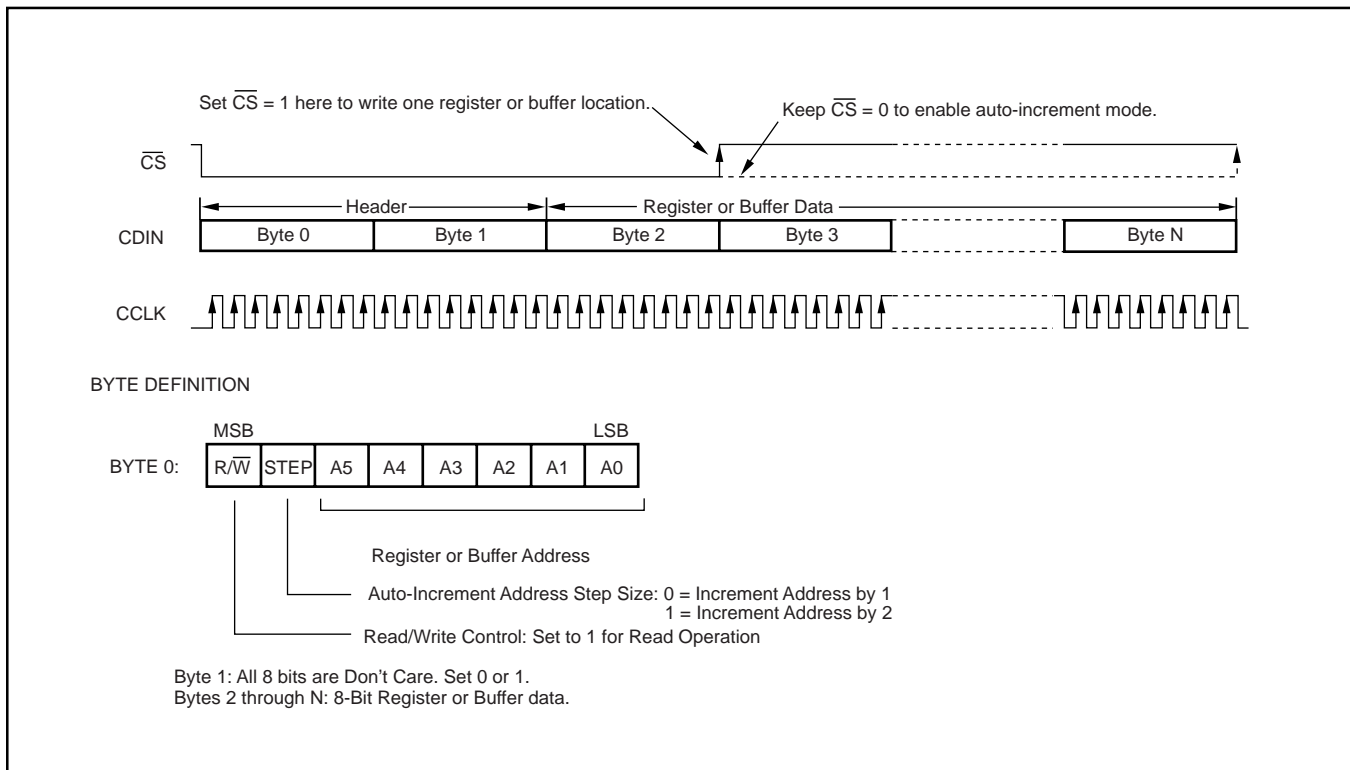 Set C̅S̅ = 1 here to write one register or buffer location.
Keep C̅S̅ = 0 to enable auto-increment mode.
C̅S̅
Header
Register or Buffer Data
CDIN
Byte 0
Byte 1
Byte 2
Byte 3
Byte N
CCLK
BYTE DEFINITION
MSB
LSB
BYTE 0:
R/W̅
STEP
A5
A4
A3
A2
A1
A0
Register or Buffer Address
Auto-Increment Address Step Size: 0 = Increment Address by 1
1 = Increment Address by 2
Read/Write Control: Set to 1 for Read Operation
Byte 1: All 8 bits are Don’t Care. Set 0 or 1.
Bytes 2 through N: 8-Bit Register or Buffer data.